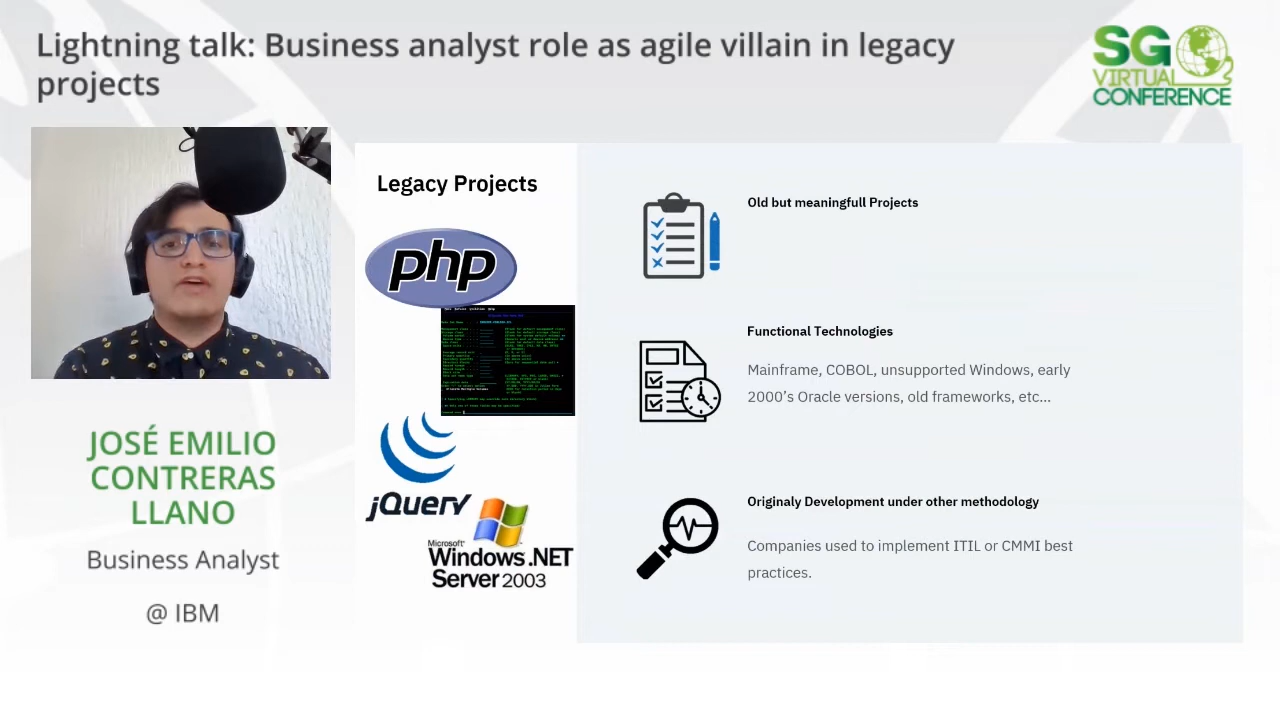 Lightning talk: Business analyst role as agile villain in legacy
projects
SG
VIRTUAL
CONFERENCE
JOSÉ EMILIO
CONTRERAS
LLANO
Business Analyst
@ IBM
Legacy Projects
php
jQuery
Microsoft
Windows.NET
Server 2003
Old but meaningfull Projects
Functional Technologies
Mainframe, COBOL, unsupported Windows, early
2000’s Oracle versions, old frameworks, etc...
Originaly Development under other methodology
Companies used to implement ITIL or CMMI best
practices.